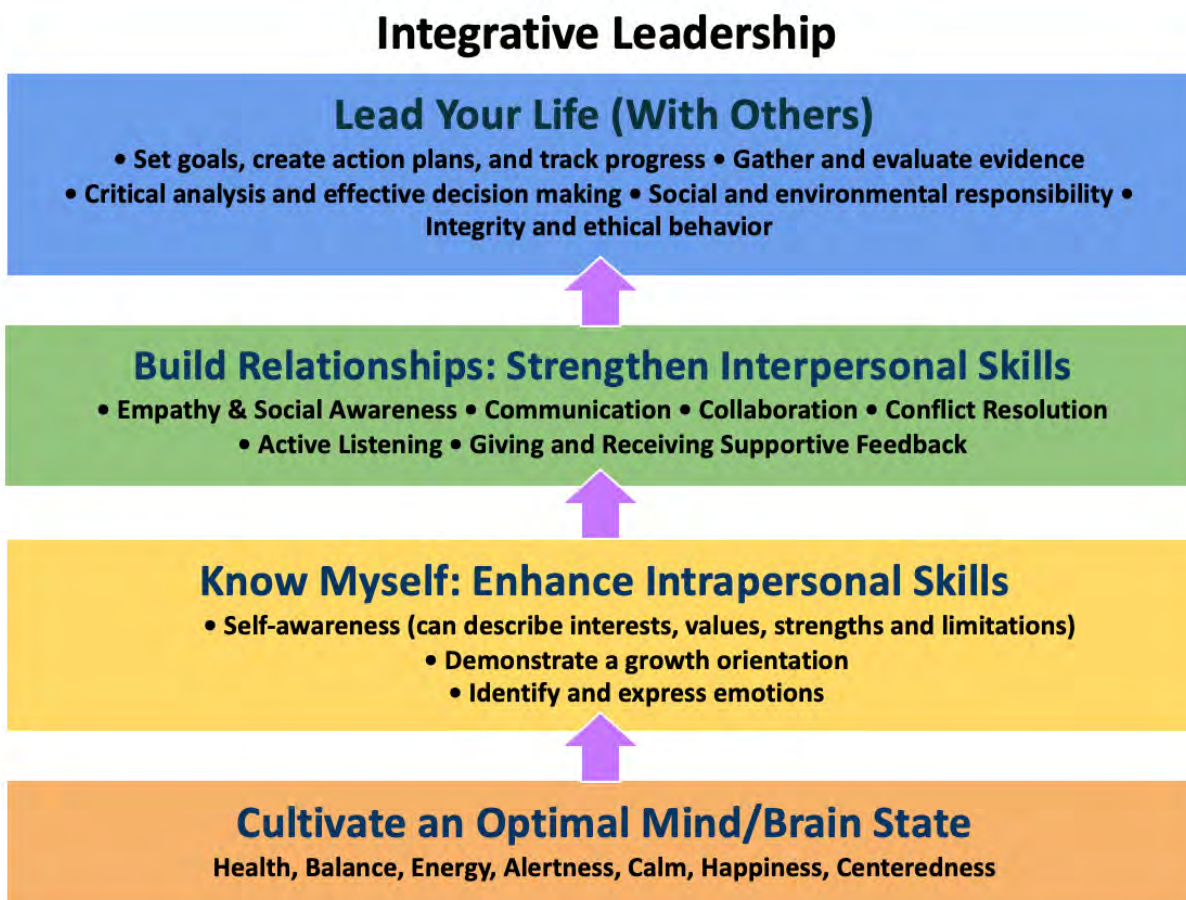 Integrative Leadership
Lead Your Life (With Others)
• Set goals, create action plans, and track progress • Gather and evaluate evidence
• Critical analysis and effective decision making • Social and environmental responsibility •
Integrity and ethical behavior
Build Relationships: Strengthen Interpersonal Skills
• Empathy & Social Awareness • Communication • Collaboration • Conflict Resolution
• Active Listening • Giving and Receiving Supportive Feedback
Know Myself: Enhance Intrapersonal Skills
• Self-awareness (can describe interests, values, strengths and limitations)
• Demonstrate a growth orientation
• Identify and express emotions
Cultivate an Optimal Mind/Brain State
Health, Balance, Energy, Alertness, Calm, Happiness, Centeredness